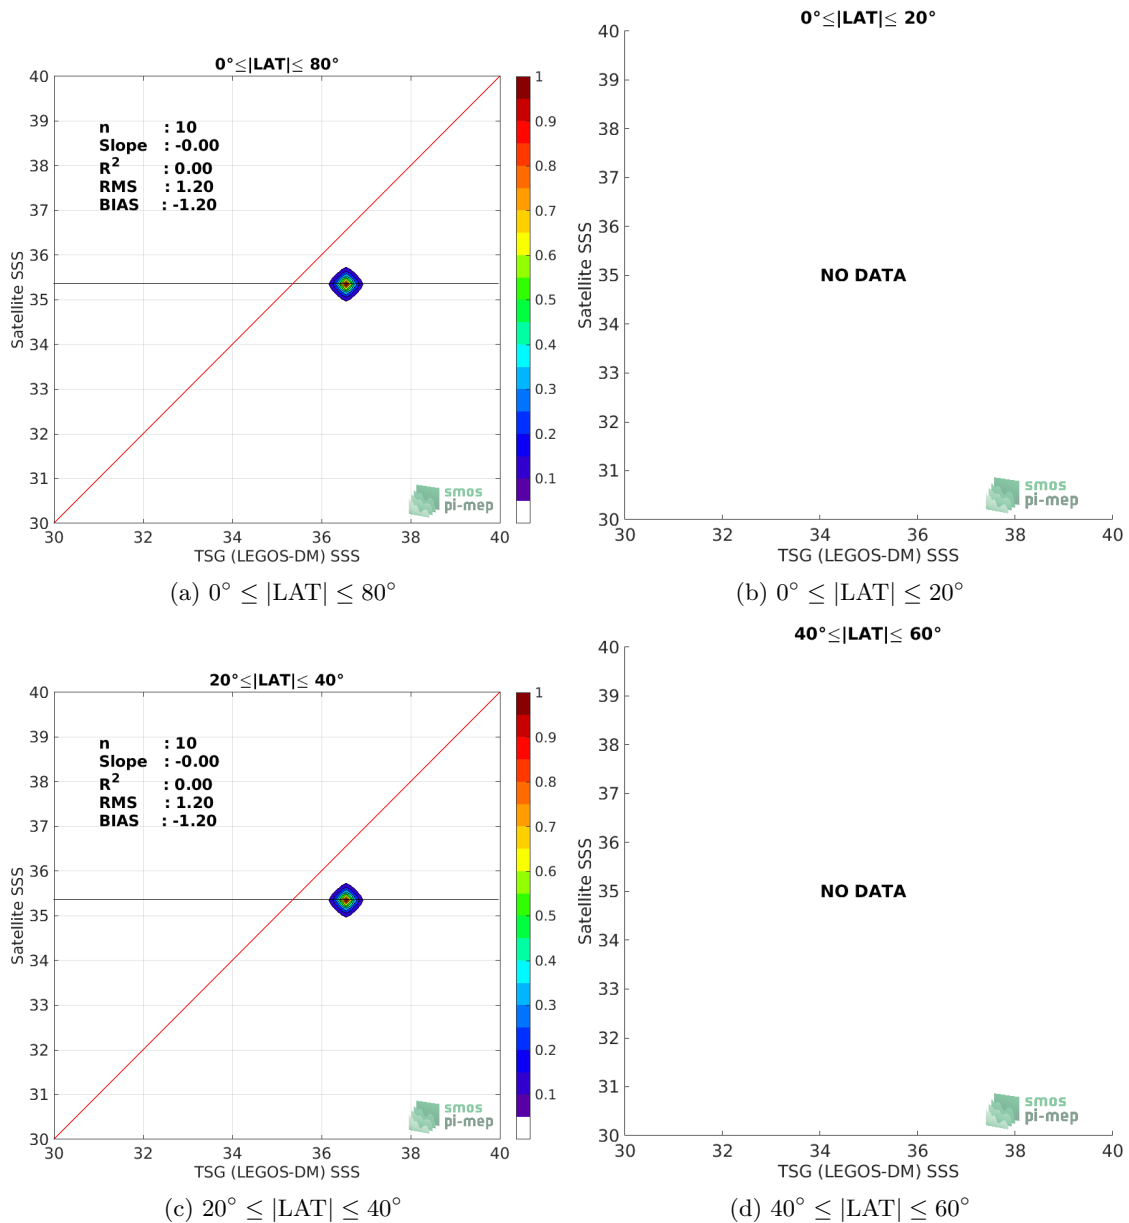 0°≤|LAT|≤ 80°
40
39
38
37
36
35
34
33
32
31
30
n : 10
Slope : -0.00
R² : 0.00
RMS : 1.20
BIAS : -1.20
Satellite SSS
30 32 34 36 38 40
TSG (LEGOS-DM) SSS
1
0.9
0.8
0.7
0.6
0.5
0.4
0.3
0.2
0.1
smos
pi-mep
(a) 0° ≤ |LAT| ≤ 80°
0°≤|LAT|≤ 20°
40
39
38
37
36
35
34
33
32
31
30
NO DATA
Satellite SSS
30 32 34 36 38 40
TSG (LEGOS-DM) SSS
smos
pi-mep
(b) 0° ≤ |LAT| ≤ 20°
20°≤|LAT|≤ 40°
40
39
38
37
36
35
34
33
32
31
30
n : 10
Slope : -0.00
R² : 0.00
RMS : 1.20
BIAS : -1.20
Satellite SSS
30 32 34 36 38 40
TSG (LEGOS-DM) SSS
1
0.9
0.8
0.7
0.6
0.5
0.4
0.3
0.2
0.1
smos
pi-mep
(c) 20° ≤ |LAT| ≤ 40°
40°≤|LAT|≤ 60°
40
39
38
37
36
35
34
33
32
31
30
NO DATA
Satellite SSS
30 32 34 36 38 40
TSG (LEGOS-DM) SSS
smos
pi-mep
(d) 40° ≤ |LAT| ≤ 60°